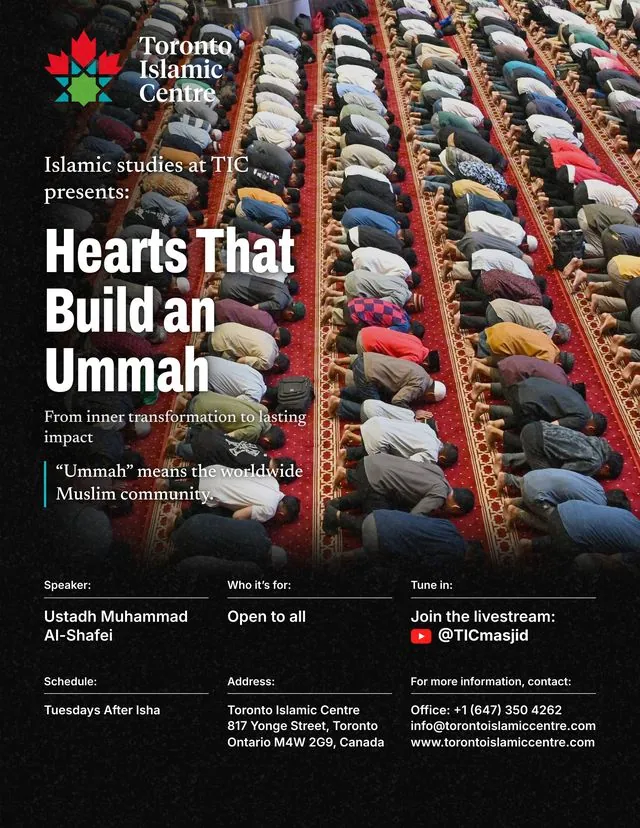 Toronto
Islamic
Centre
Islamic studies at TIC
presents:
Hearts That
Build an
Ummah
From inner transformation to lasting
impact
“Ummah” means the worldwide
Muslim community.
Speaker:
Ustadh Muhammad
Al-Shafei
Who it’s for:
Open to all
Tune in:
Join the livestream:
@TICmasjid
Schedule:
Tuesdays After Isha
Address:
Toronto Islamic Centre
817 Yonge Street, Toronto
Ontario M4W 2G9, Canada
For more information, contact:
Office: +1 (647) 350 4262
info@torontoislamiccentre.com
www.torontoislamiccentre.com